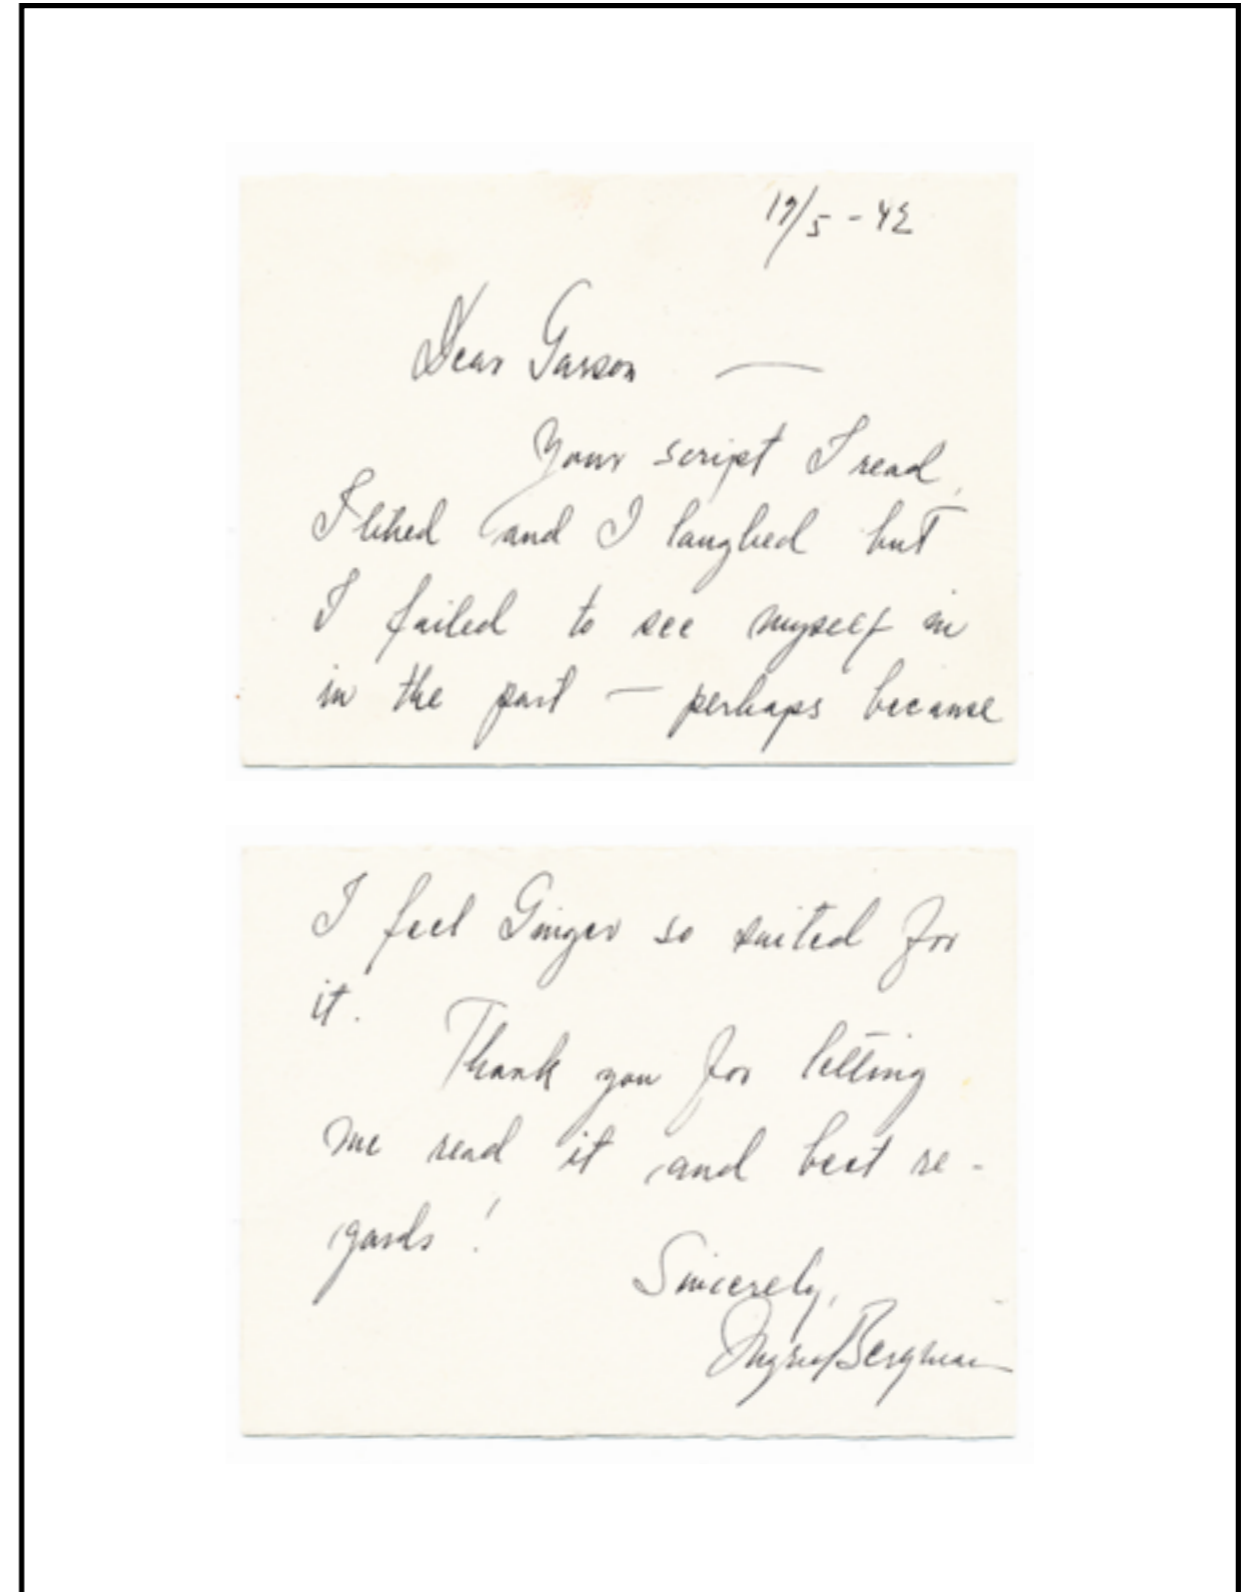 17/5 - 42
Dear Garson —
Your script I read,
I liked and I laughed but
I failed to see myself in
in the part — perhaps because
I feel Ginger so suited for
it.
Thank you for letting
me read it and best re-
gards!
Sincerely,
Ingrid Bergman